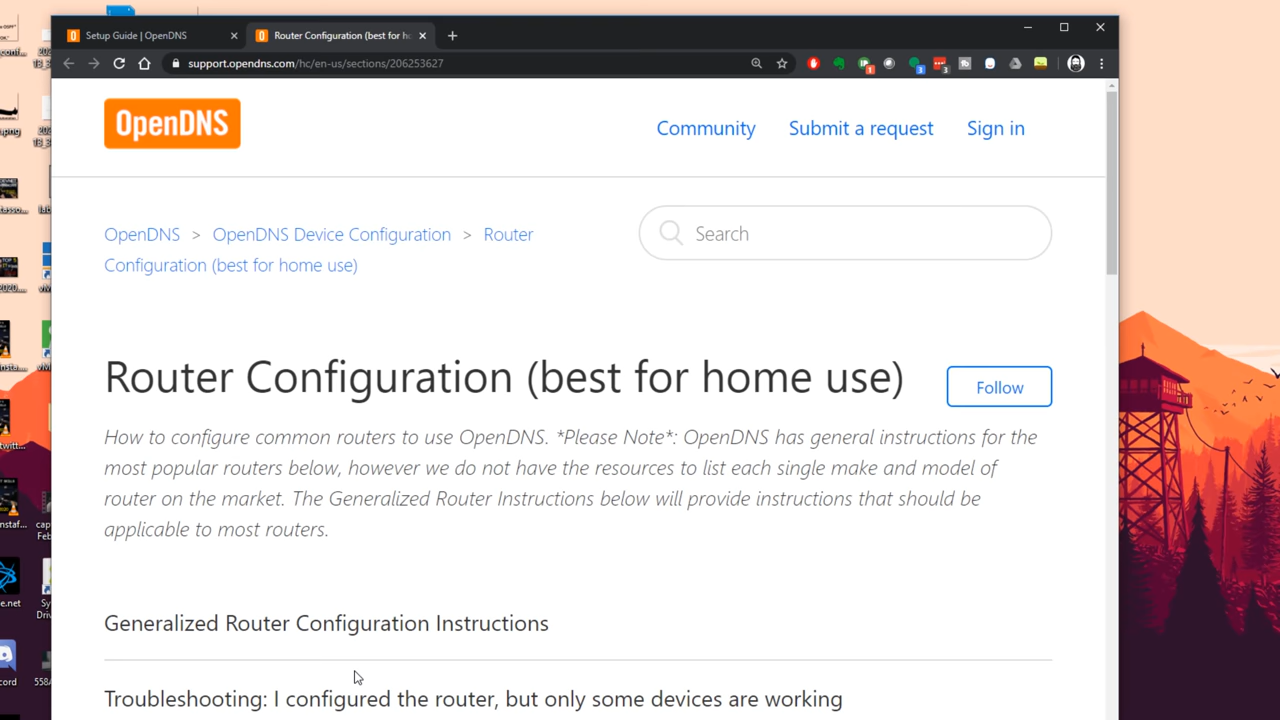 Setup Guide | OpenDNS
Router Configuration (best for h
support.opendns.com/hc/en-us/sections/206253627
1
3
3
OpenDNS
Community
Submit a request
Sign in
OpenDNS > OpenDNS Device Configuration > Router
Configuration (best for home use)
Search
Router Configuration (best for home use)
Follow
How to configure common routers to use OpenDNS. *Please Note*: OpenDNS has general instructions for the
most popular routers below, however we do not have the resources to list each single make and model of
router on the market. The Generalized Router Instructions below will provide instructions that should be
applicable to most routers.
Generalized Router Configuration Instructions
Troubleshooting: I configured the router, but only some devices are working